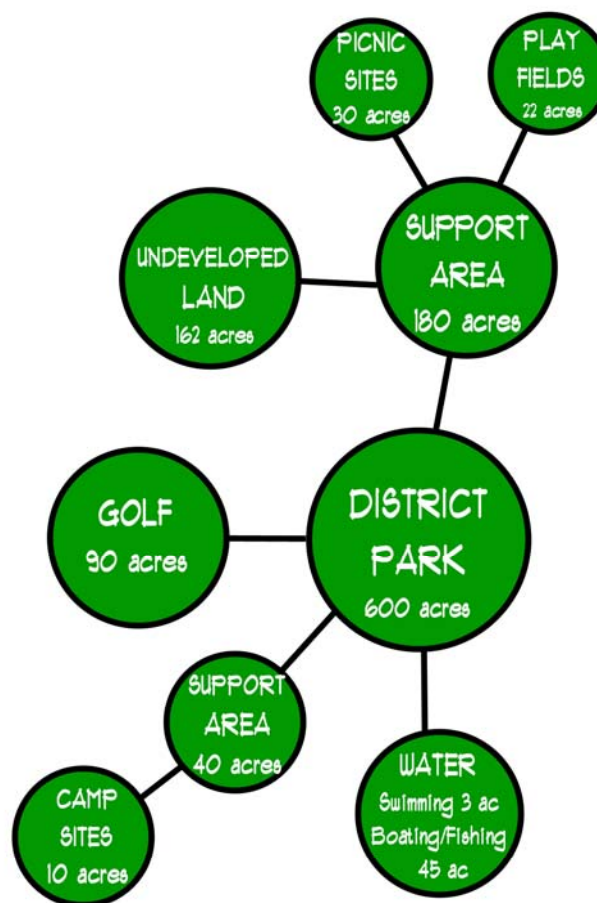 PICNIC
SITES
30 acres
PLAY
FIELDS
22 acres
SUPPORT
AREA
180 acres
UNDEVELOPED
LAND
162 acres
DISTRICT
PARK
600 acres
GOLF
90 acres
SUPPORT
AREA
40 acres
CAMP
SITES
10 acres
WATER
Swimming 3 ac
Boating/Fishing
45 ac